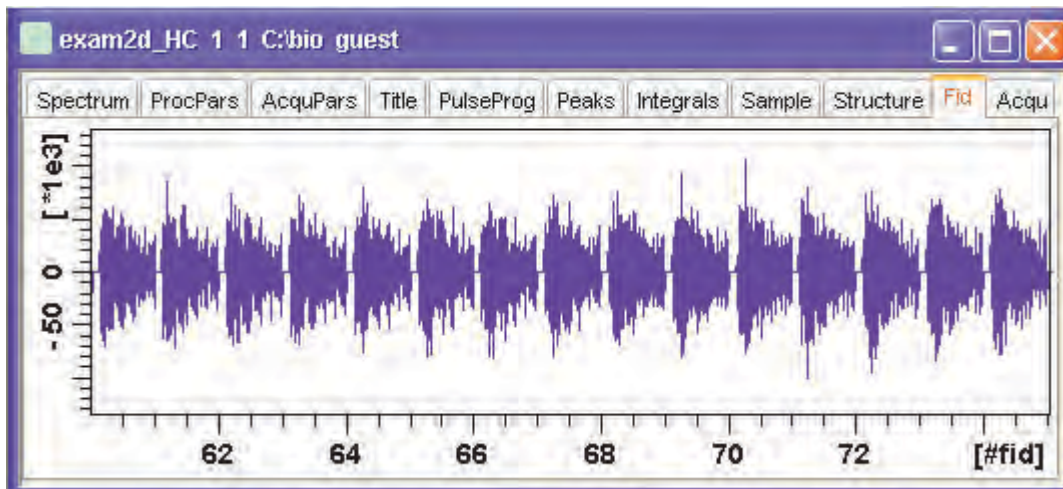 exam2d_HC 1 1 C:\bio guest
Spectrum ProcPars AcquPars Title PulseProg Peaks Integrals Sample Structure Fid Acqu
[*1e3]
0
-50
62 64 66 68 70 72 [#fid]